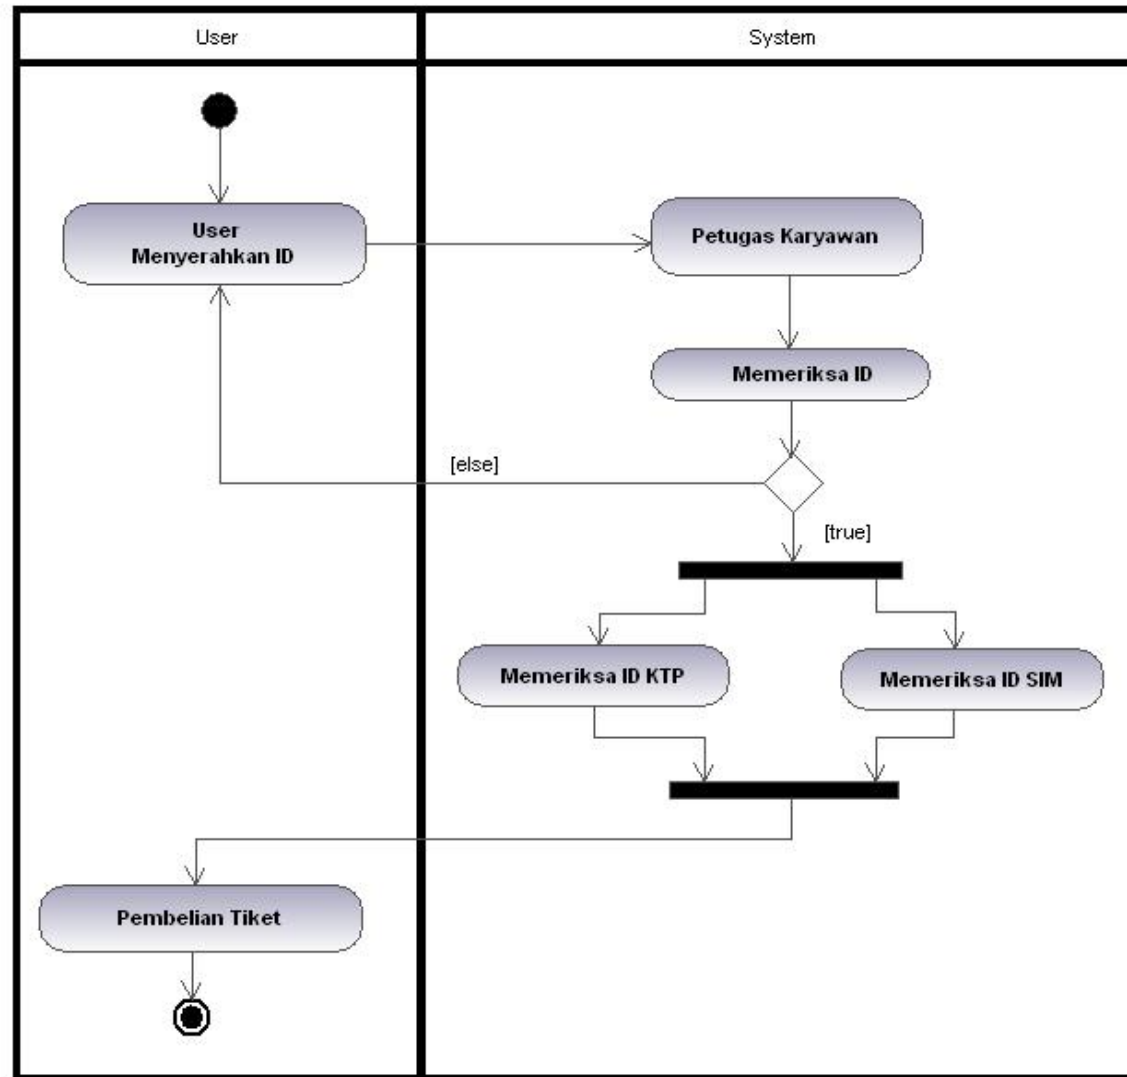 User
System
User
Menyerahkan ID
Petugas Karyawan
Memeriksa ID
[else]
[true]
Memeriksa ID KTP
Memeriksa ID SIM
Pembelian Tiket